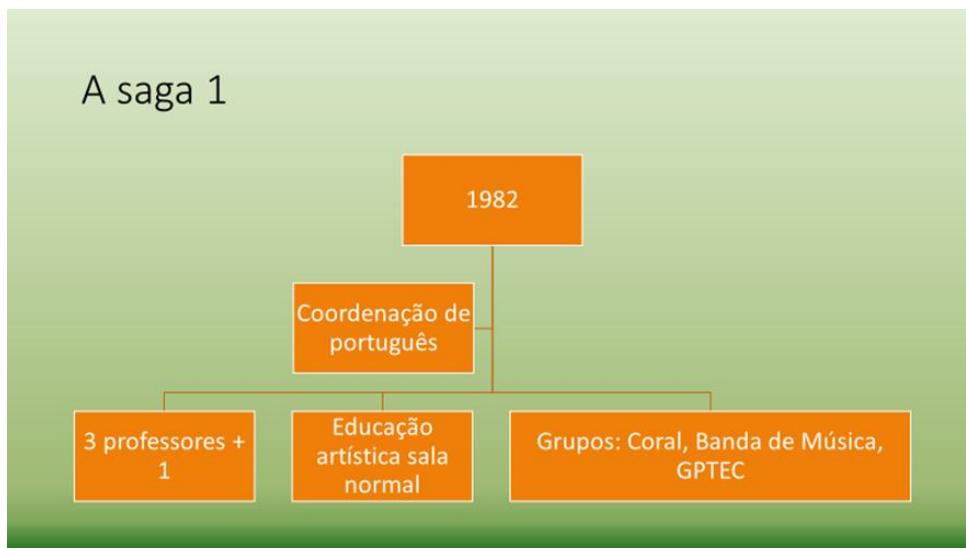 A saga 1
1982
Coordenação de
português
3 professores +
1
Educação
artística sala
normal
Grupos: Coral, Banda de Música,
GPTEC